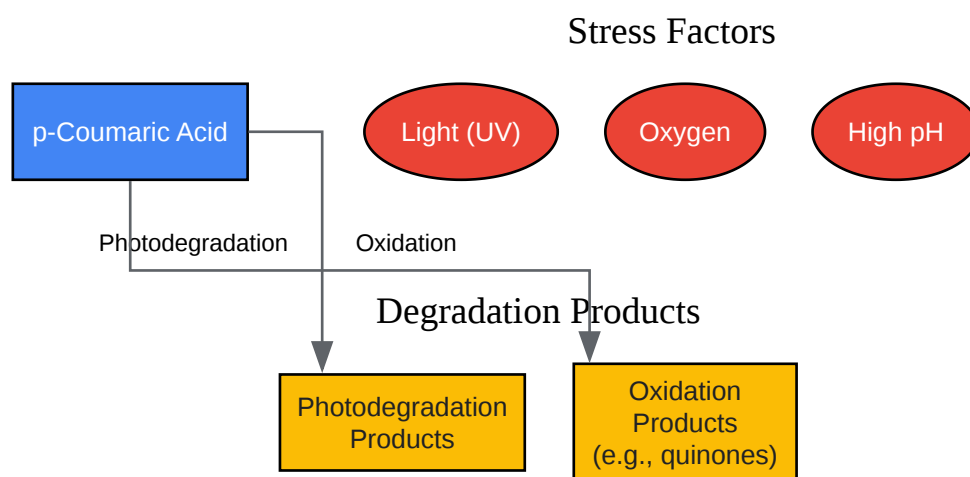 Stress Factors
p-Coumaric Acid
Light (UV)
Oxygen
High pH
Photodegradation
Oxidation
Degradation Products
Photodegradation
Products
Oxidation
Products
(e.g., quinones)